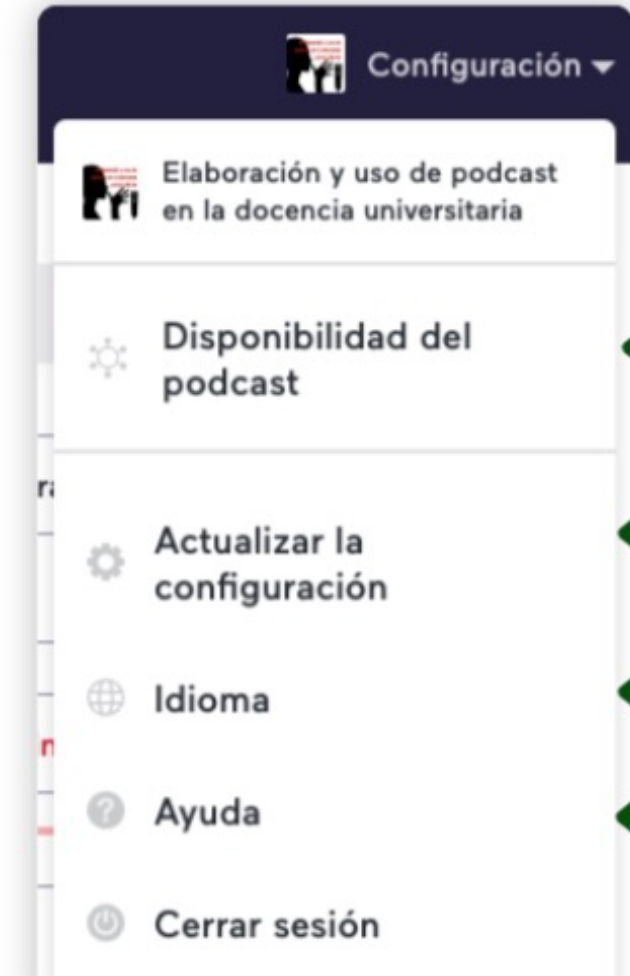 Configuración
Elaboración y uso de podcast
en la docencia universitaria
Disponibilidad del
podcast
Actualizar la
configuración
Idioma
Ayuda
Cerrar sesión